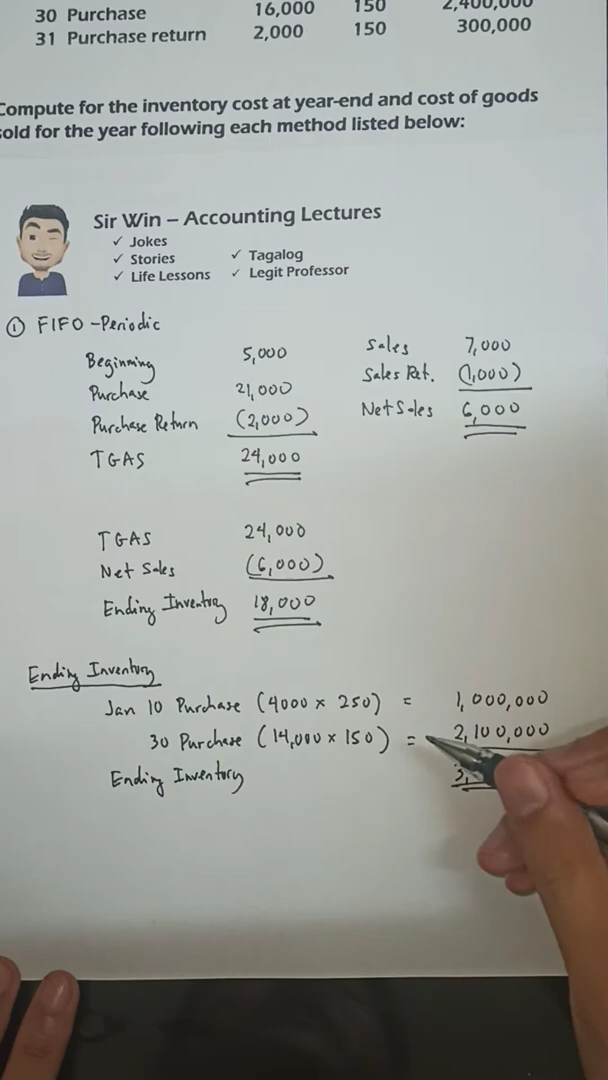 30 Purchase 16,000 150 2,400,000
31 Purchase return 2,000 150 300,000
Compute for the inventory cost at year-end and cost of goods
sold for the year following each method listed below:
Sir Win – Accounting Lectures
✓ Jokes
✓ Stories ✓ Tagalog
✓ Life Lessons ✓ Legit Professor
① FIFO - Periodic
Beginning 5,000 Sales 7,000
Purchase 21,000 Sales Ret. (1,000)
Purchase Return (2,000) Net Sales 6,000
TGAS 24,000
TGAS 24,000
Net Sales (6,000)
Ending Inventory 18,000
Ending Inventory
Jan 10 Purchase (4000 x 250) = 1,000,000
30 Purchase (14,000 x 150) = 2,100,000
Ending Inventory 3,